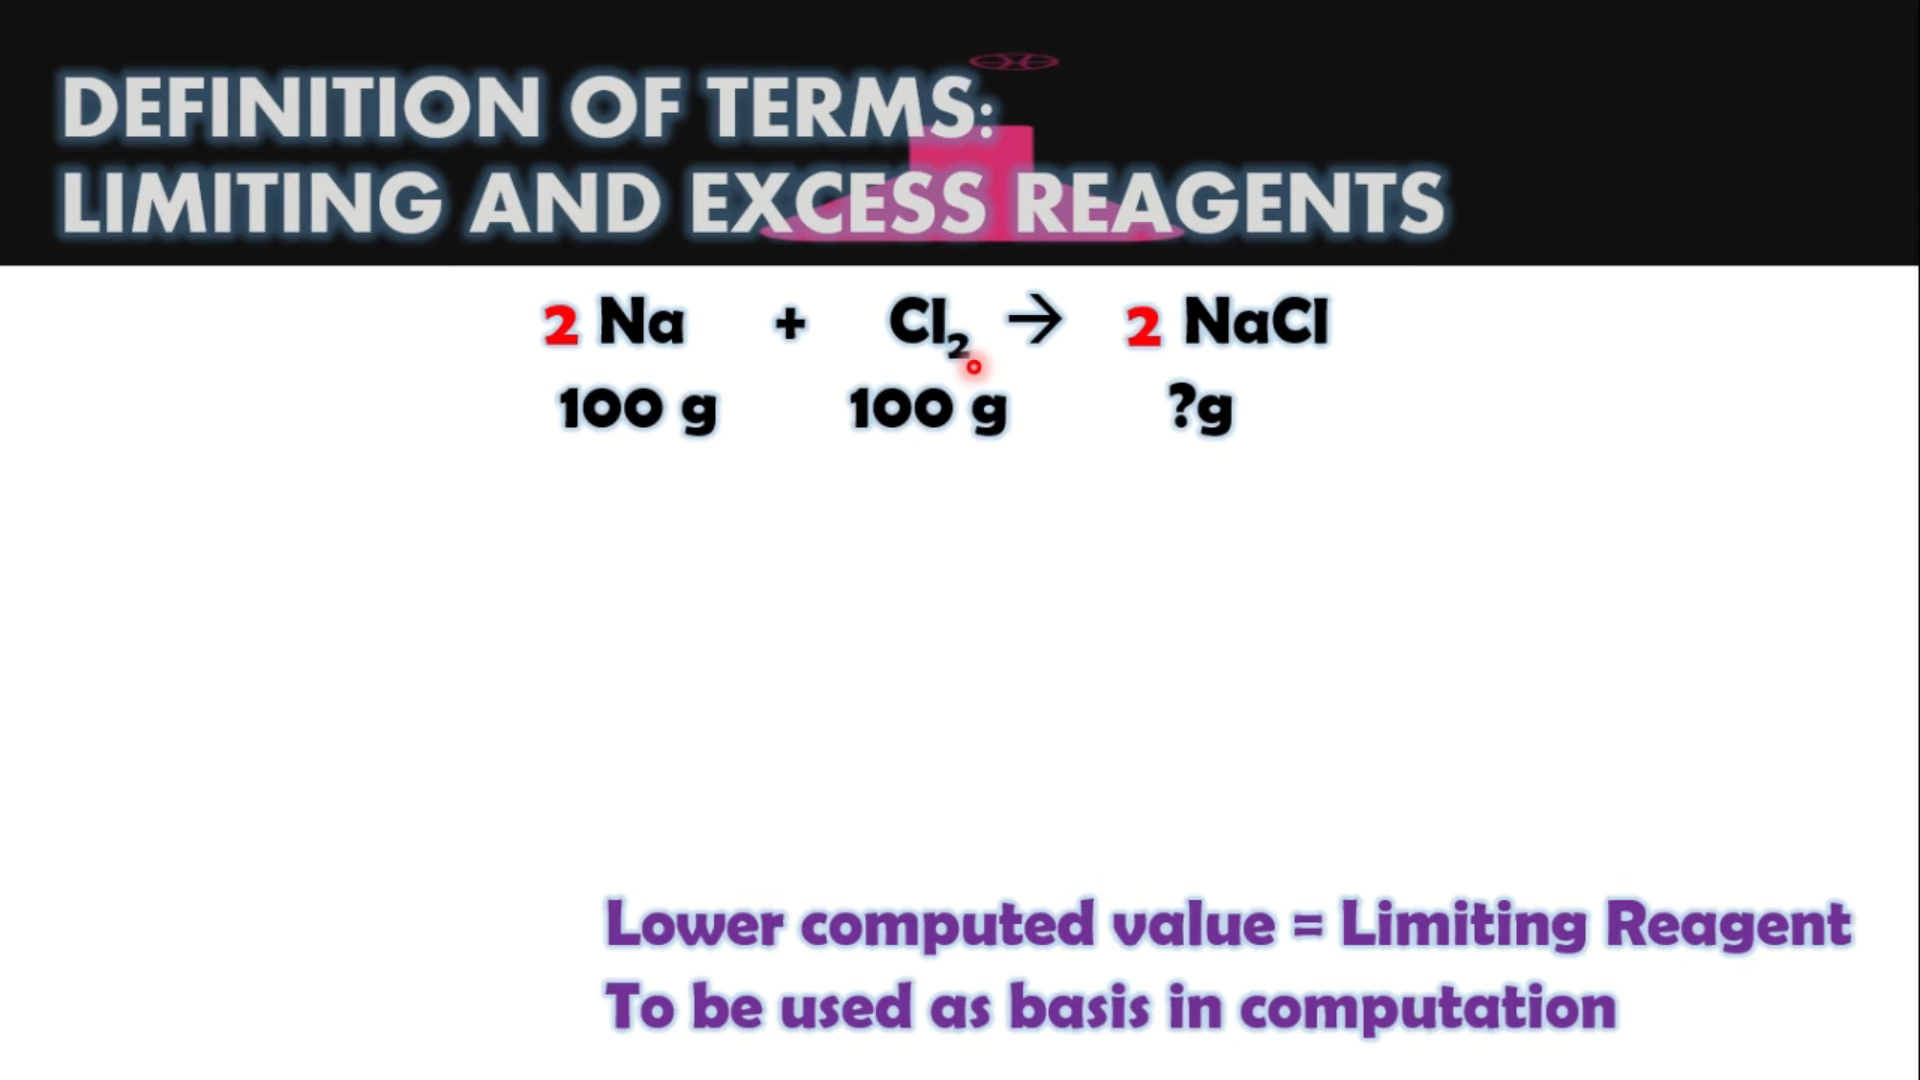 DEFINITION OF TERMS:
LIMITING AND EXCESS REAGENTS
2 Na + Cl₂ → 2 NaCl
100 g 100 g ?g
Lower computed value = Limiting Reagent
To be used as basis in computation